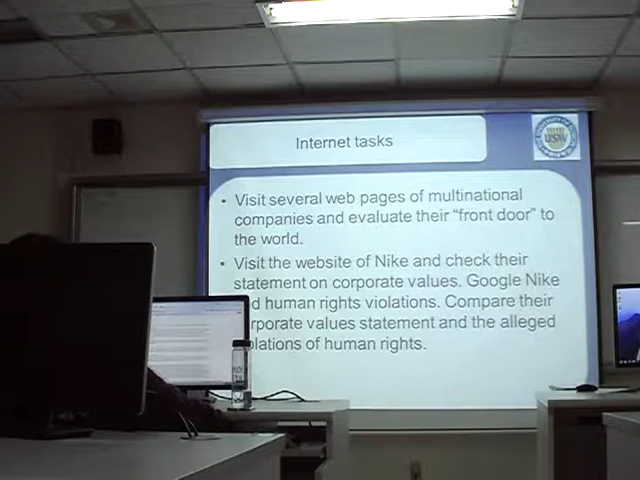 Internet tasks
• Visit several web pages of multinational
companies and evaluate their “front door” to
the world.
• Visit the website of Nike and check their
statement on corporate values. Google Nike
d human rights violations. Compare their
rporate values statement and the alleged
lations of human rights.